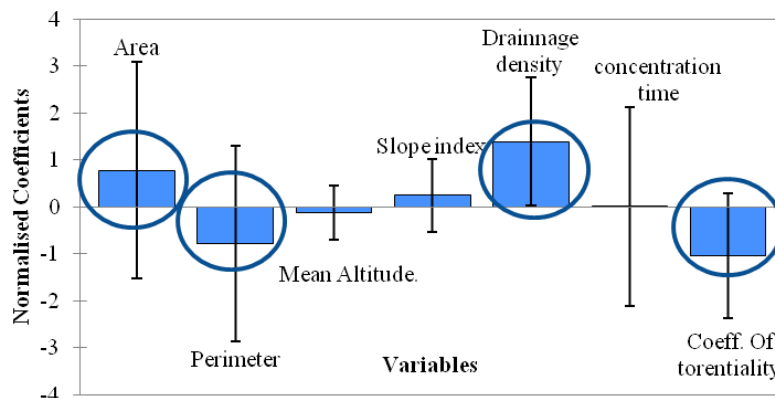 Normalised Coefficients
4
3
2
1
0
-1
-2
-3
-4
Area
Perimeter
Mean Altitude.
Slope index
Drainnage
density
concentration
time
Coeff. Of
torentiality
Variables